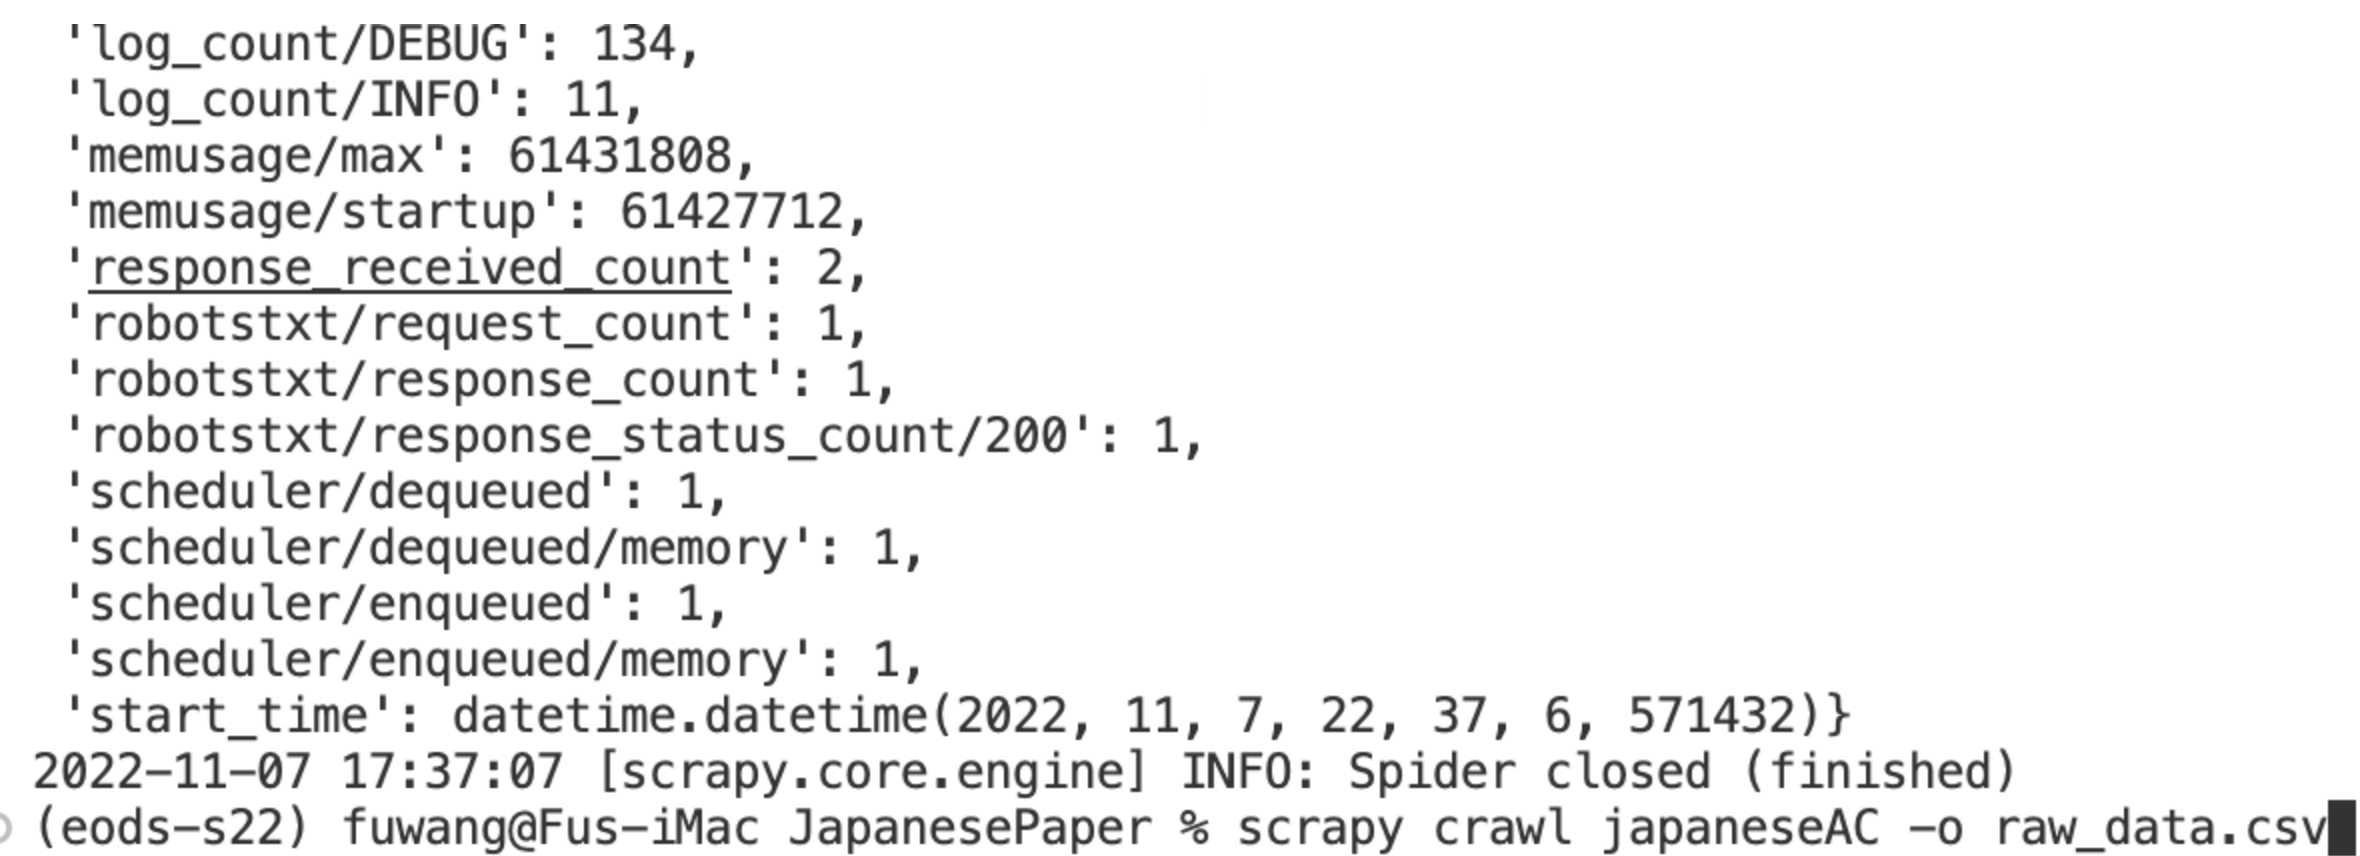 'log_count/DEBUG': 134,
'log_count/INFO': 11,
'memusage/max': 61431808,
'memusage/startup': 61427712,
'response_received_count': 2,
'robotstxt/request_count': 1,
'robotstxt/response_count': 1,
'robotstxt/response_status_count/200': 1,
'scheduler/dequeued': 1,
'scheduler/dequeued/memory': 1,
'scheduler/enqueued': 1,
'scheduler/enqueued/memory': 1,
'start_time': datetime.datetime(2022, 11, 7, 22, 37, 6, 571432)}
2022-11-07 17:37:07 [scrapy.core.engine] INFO: Spider closed (finished)
(eods-s22) fuwang@Fus-iMac JapanesePaper % scrapy crawl japaneseAC -o raw_data.csv